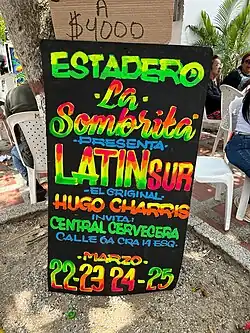 A
$4000
ESTADERO
La
Sombrita
-PRESENTA-
LATIN SUR
-EL ORIGINAL-
HUGO CHARRIS
INVITA:
CENTRAL CERVECERA
CALLE 6A CRA 14 ESQ.
-MARZO-
22-23-24-25